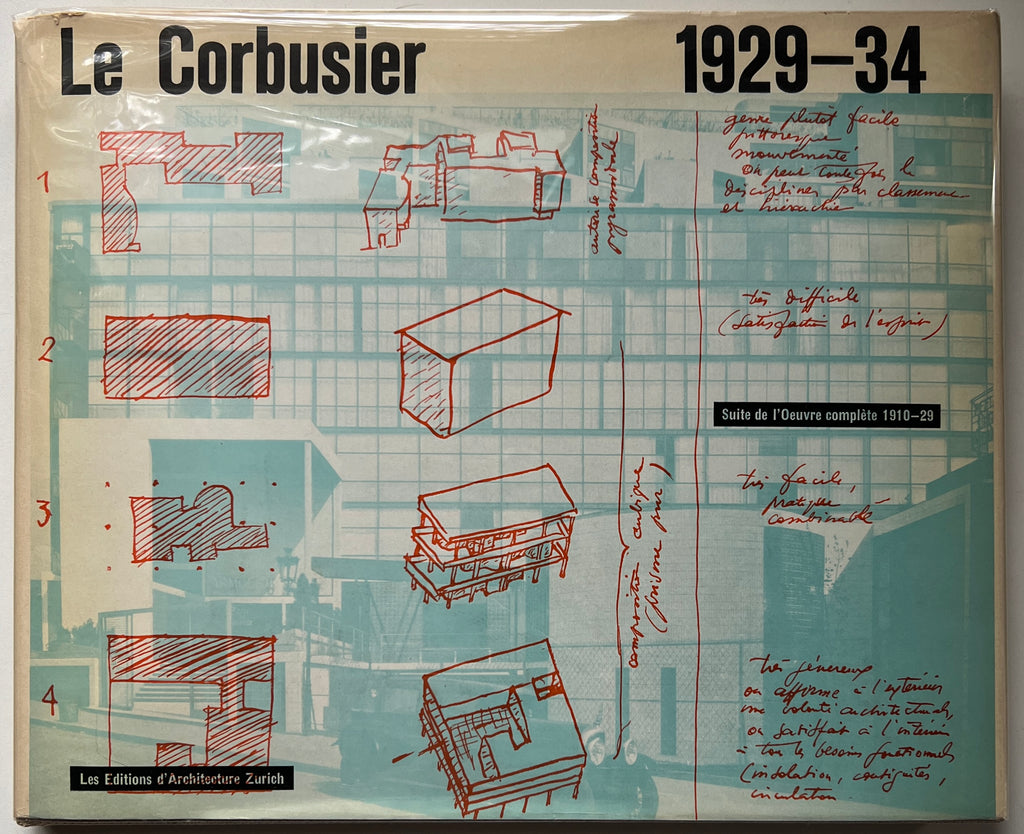 Le Corbusier 1929–34
1
genre plutôt facile
pittoresque
mouvementé
on peut toutefois le
discipliner par classement
et hiérarchie
composition
pyramidale
2
très difficile
(satisfaction de l'esprit)
Suite de l'Oeuvre complète 1910–29
3
très facile,
pratique
combinable
composition cubique
(prisme pur)
4
très généreux
on affirme à l'extérieur
une volonté architecturale,
on satisfait à l'intérieur
à tous les besoins fonctionnels
(insolation, contiguités,
circulation.
Les Editions d'Architecture Zurich